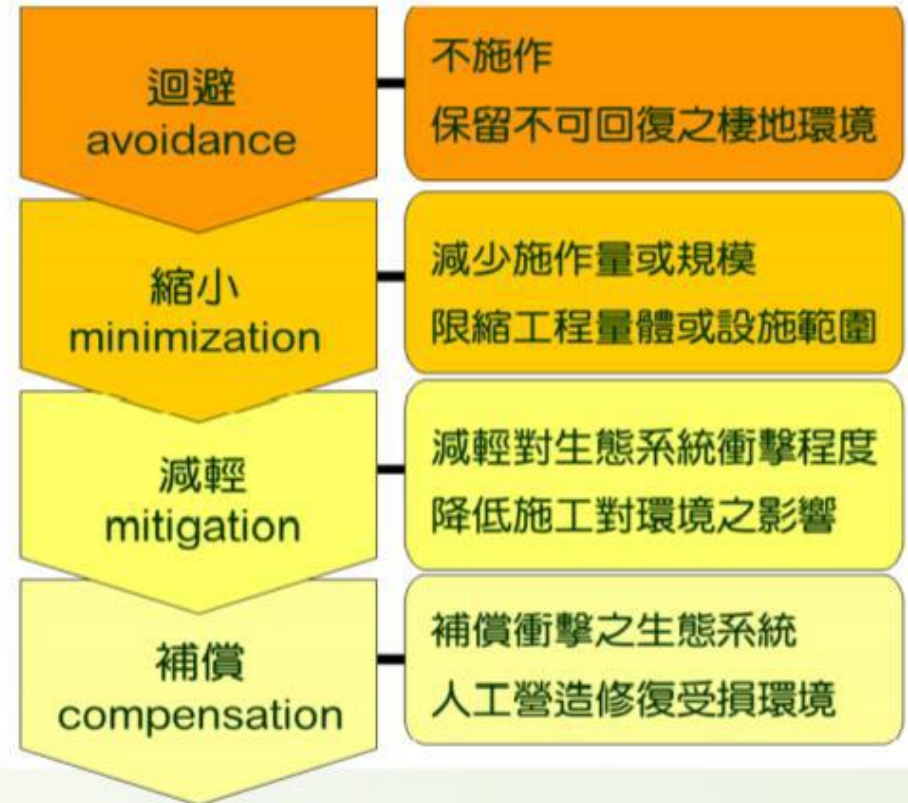 迴避
avoidance
不施作
保留不可回復之棲地環境
縮小
minimization
減少施作量或規模
限縮工程量體或設施範圍
減輕
mitigation
減輕對生態系統衝擊程度
降低施工對環境之影響
補償
compensation
補償衝擊之生態系統
人工營造修復受損環境